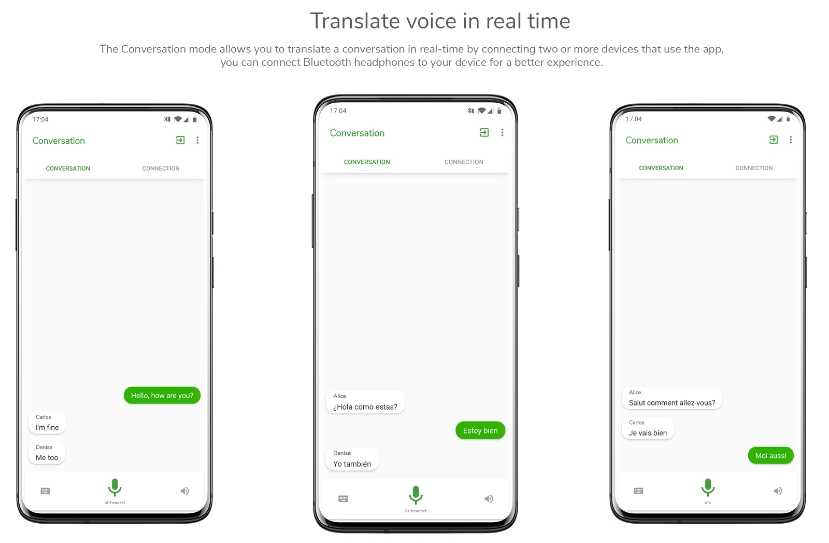 Translate voice in real time
The Conversation mode allows you to translate a conversation in real-time by connecting two or more devices that use the app,
you can connect Bluetooth headphones to your device for a better experience.
17:04
Conversation
CONVERSATION CONNECTION
Hello, how are you?
Carlos
I'm fine
Denise
Me too
bt-headset
17:04
Conversation
CONVERSATION CONNECTION
Alice
¿Hola como estas?
Estoy bien
Denise
Yo también
bt-headset
17:04
Conversation
CONVERSATION CONNECTION
Alice
Salut comment allez-vous?
Carlos
Je vais bien
Moi aussi